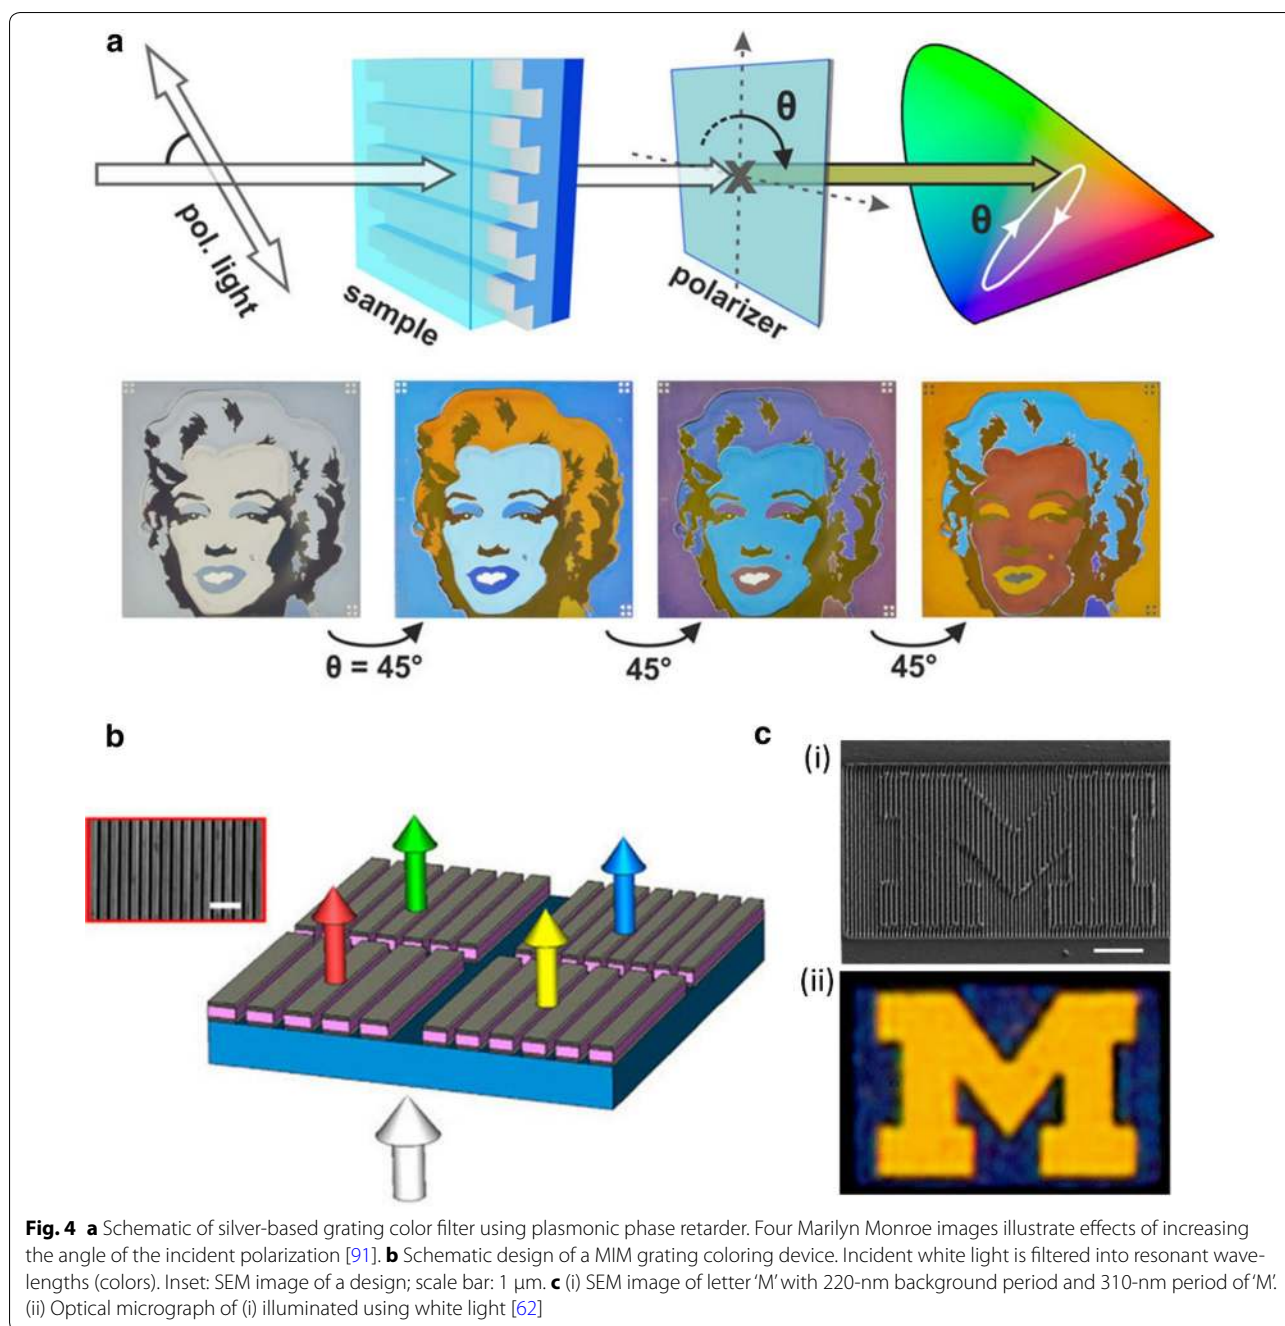 a
θ
θ
pol. light
sample
polarizer
θ = 45°
45°
45°
b
c
(i)
(ii)
Fig. 4 a Schematic of silver-based grating color filter using plasmonic phase retarder. Four Marilyn Monroe images illustrate effects of increasing
the angle of the incident polarization [91]. b Schematic design of a MIM grating coloring device. Incident white light is filtered into resonant wave-
lengths (colors). Inset: SEM image of a design; scale bar: 1 μm. c (i) SEM image of letter ‘M’ with 220-nm background period and 310-nm period of ‘M’.
(ii) Optical micrograph of (i) illuminated using white light [62]